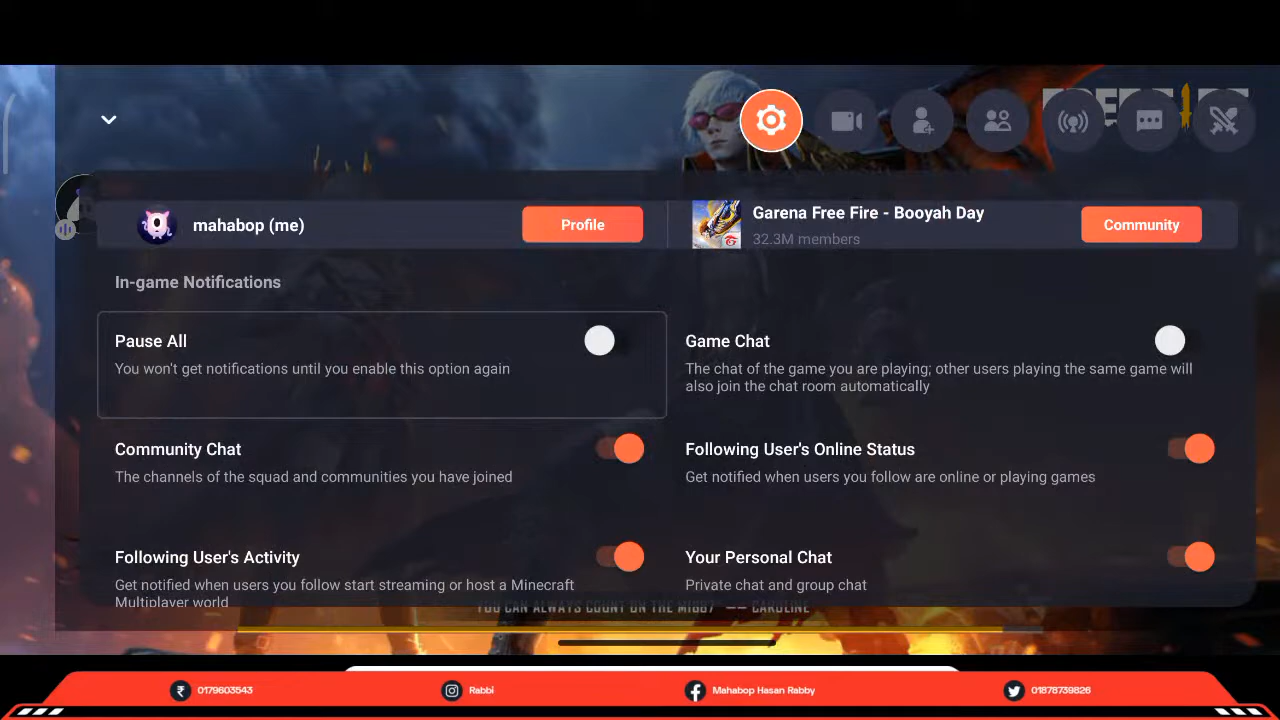 mahabop (me)
Profile
Garena Free Fire - Booyah Day
32.3M members
Community
In-game Notifications
Pause All
You won't get notifications until you enable this option again
Game Chat
The chat of the game you are playing; other users playing the same game will
also join the chat room automatically
Community Chat
The channels of the squad and communities you have joined
Following User's Online Status
Get notified when users you follow are online or playing games
Following User's Activity
Get notified when users you follow start streaming or host a Minecraft
Multiplayer world
Your Personal Chat
Private chat and group chat
YOU CAN ALWAYS COUNT ON THE MIGB7 -- CAROLINE
0179603543
Rabbi
Mahabop Hasan Rabby
01878739826